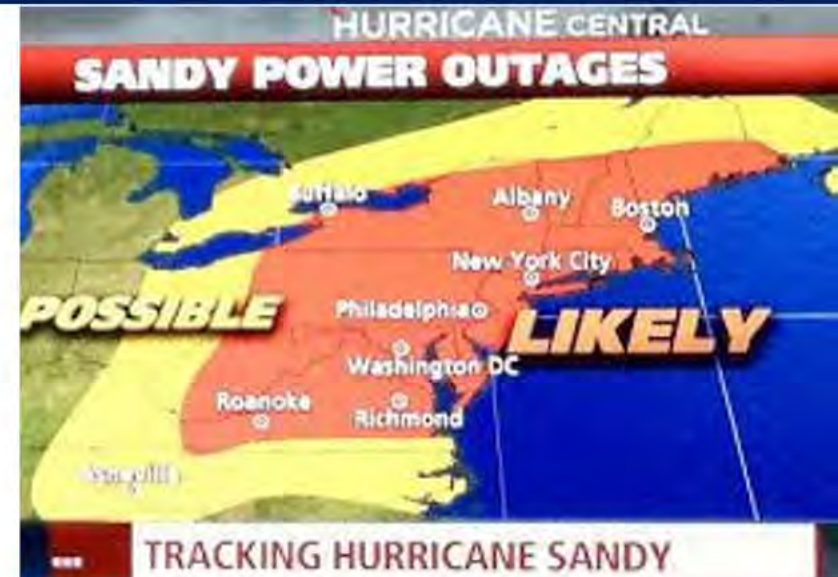 HURRICANE CENTRAL
SANDY POWER OUTAGES
Buffalo
Albany
Boston
New York City
POSSIBLE
Philadelphia
LIKELY
Washington DC
Roanoke
Richmond
TRACKING HURRICANE SANDY